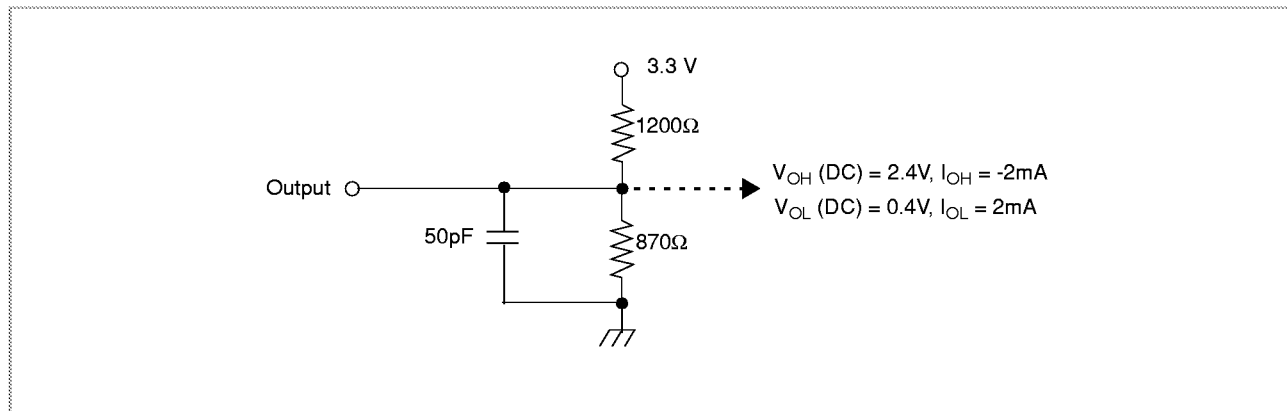 3.3 V
1200Ω
Output
V_OH (DC) = 2.4V, I_OH = -2mA
V_OL (DC) = 0.4V, I_OL = 2mA
50pF
870Ω